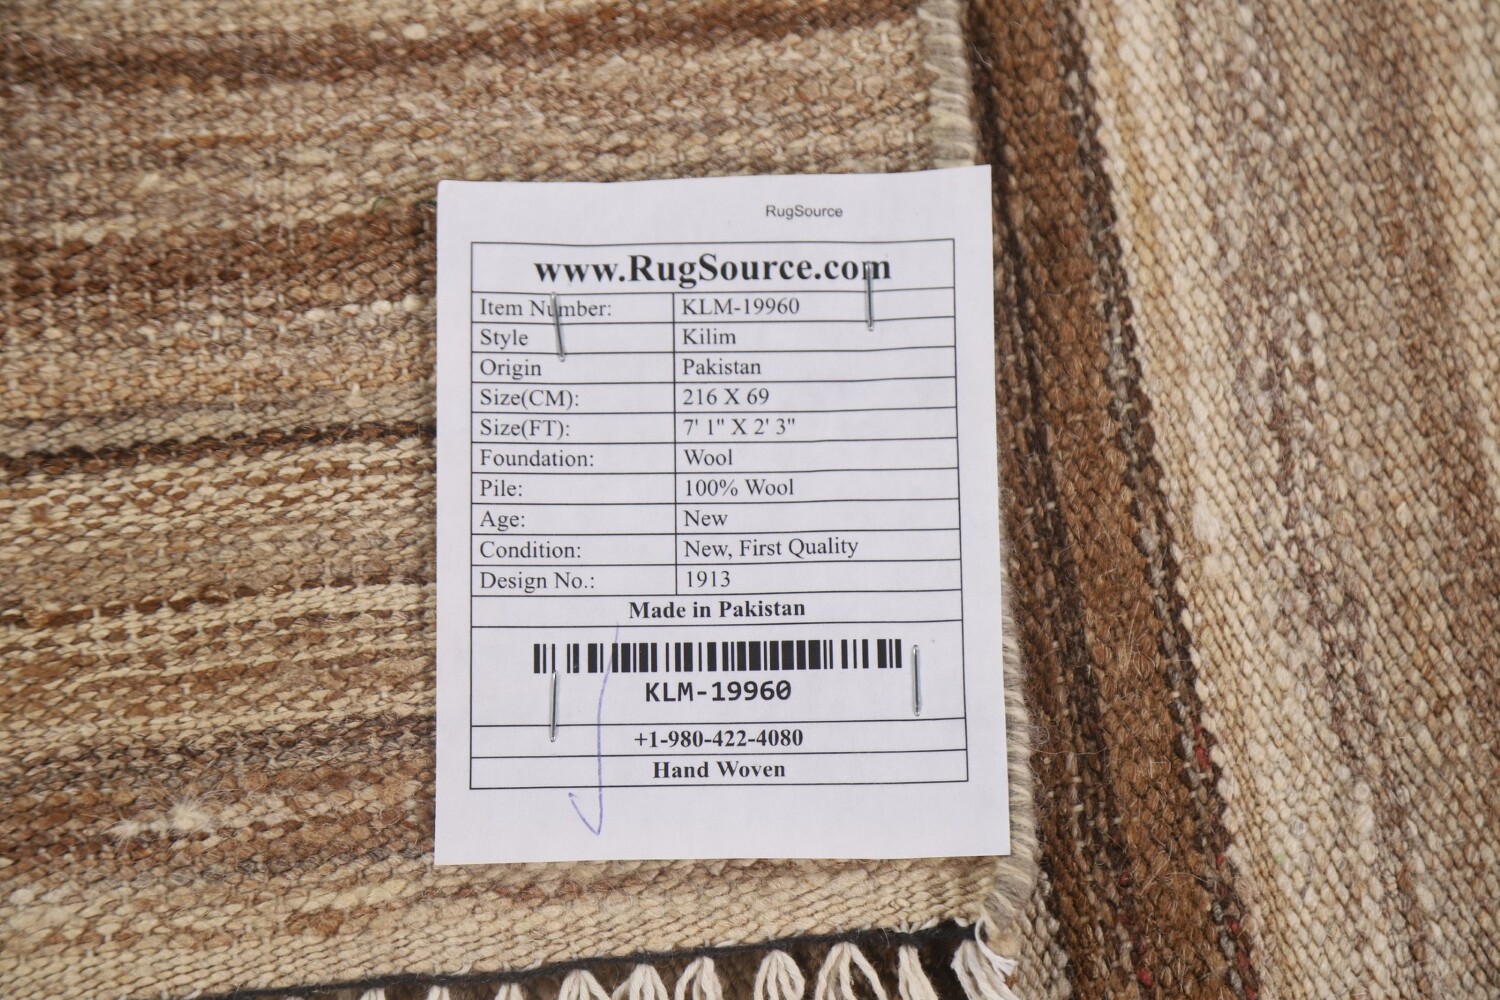 RugSource
www.RugSource.com
Item Number: KLM-19960
Style Kilim
Origin Pakistan
Size(CM): 216 X 69
Size(FT): 7' 1" X 2' 3"
Foundation: Wool
Pile: 100% Wool
Age: New
Condition: New, First Quality
Design No.: 1913
Made in Pakistan
KLM-19960
+1-980-422-4080
Hand Woven